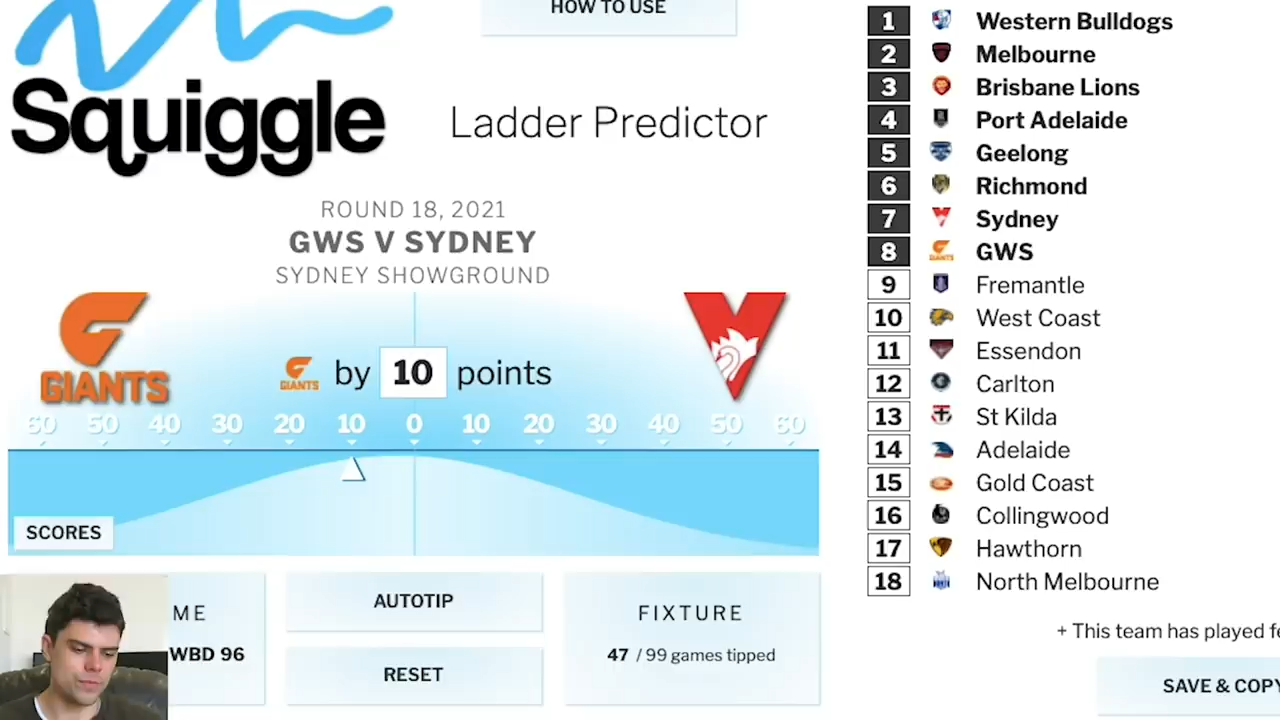 HOW TO USE
Squiggle
Ladder Predictor
ROUND 18, 2021
GWS V SYDNEY
SYDNEY SHOWGROUND
GIANTS
GIANTS by 10 points
60 50 40 30 20 10 0 10 20 30 40 50 60
SCORES
ME
WBD 96
AUTOTIP
RESET
FIXTURE
47 / 99 games tipped
1 Western Bulldogs
2 Melbourne
3 Brisbane Lions
4 Port Adelaide
5 Geelong
6 Richmond
7 Sydney
8 GWS
9 Fremantle
10 West Coast
11 Essendon
12 Carlton
13 St Kilda
14 Adelaide
15 Gold Coast
16 Collingwood
17 Hawthorn
18 North Melbourne
+ This team has played fe
SAVE & COPY